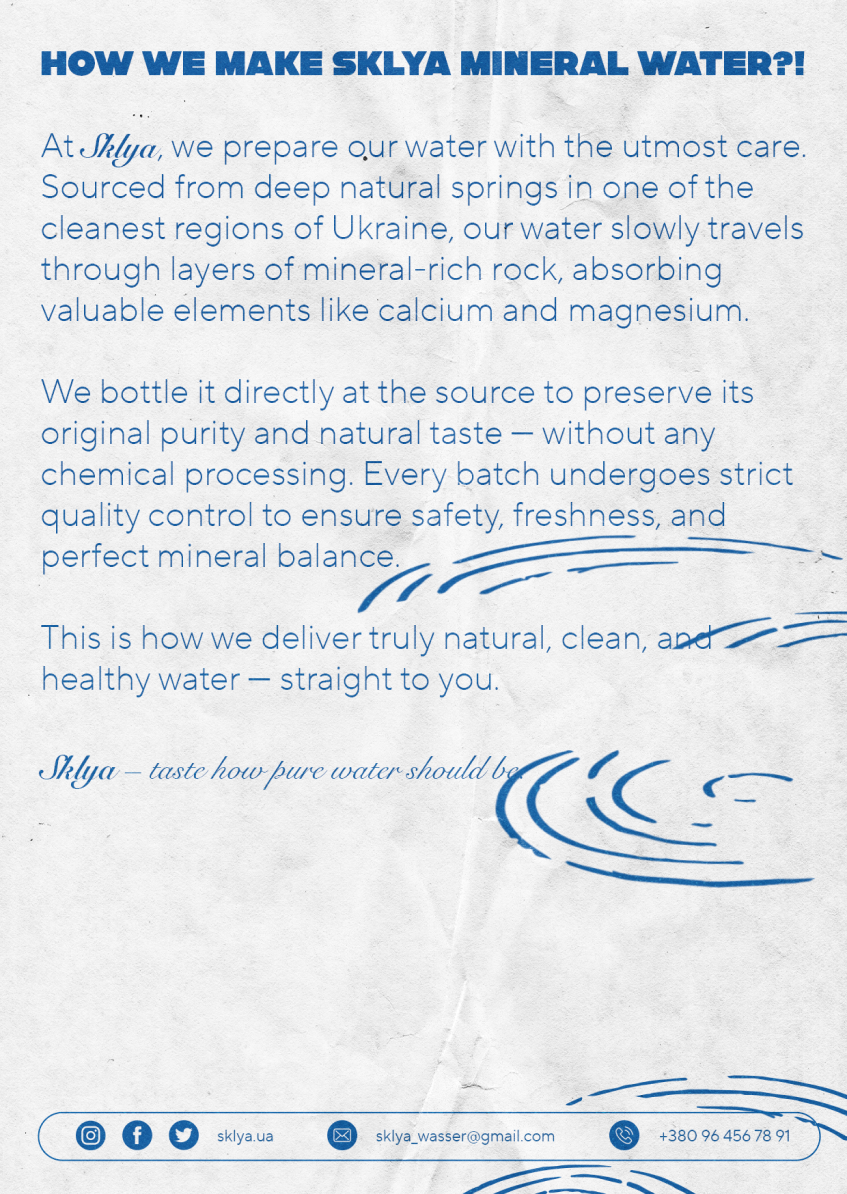 HOW WE MAKE SKLYA MINERAL WATER?!
At Sklya, we prepare our water with the utmost care.
Sourced from deep natural springs in one of the
cleanest regions of Ukraine, our water slowly travels
through layers of mineral-rich rock, absorbing
valuable elements like calcium and magnesium.
We bottle it directly at the source to preserve its
original purity and natural taste — without any
chemical processing. Every batch undergoes strict
quality control to ensure safety, freshness, and
perfect mineral balance.
This is how we deliver truly natural, clean, and
healthy water — straight to you.
Sklya – taste how pure water should be.
sklya.ua sklya_wasser@gmail.com +380 96 456 78 91